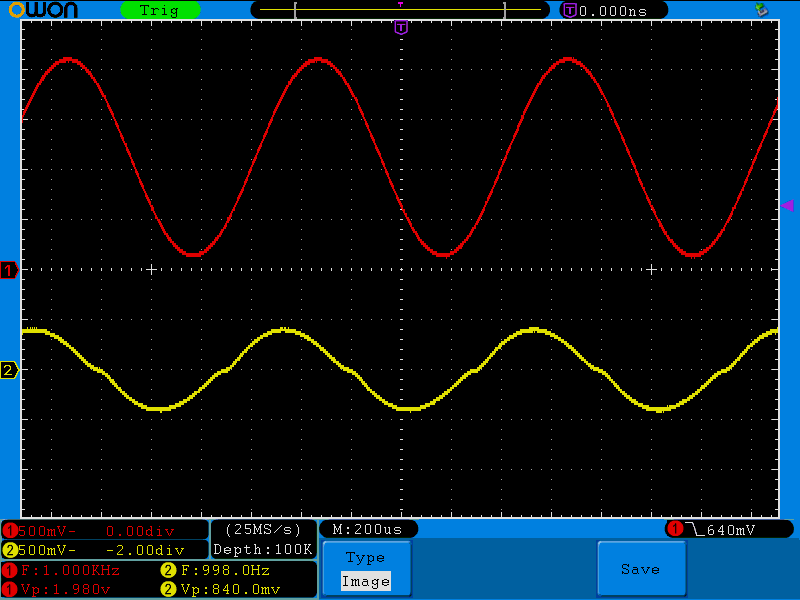 owon Trig T 0.000ns
T
1
2
1 500mV- 0.00div (25MS/s) M:200us 1 640mV
2 500mV- -2.00div Depth:100K
1 F:1.000KHz 2 F:998.0Hz
1 Vp:1.980v 2 Vp:840.0mv
Type
Image
Save